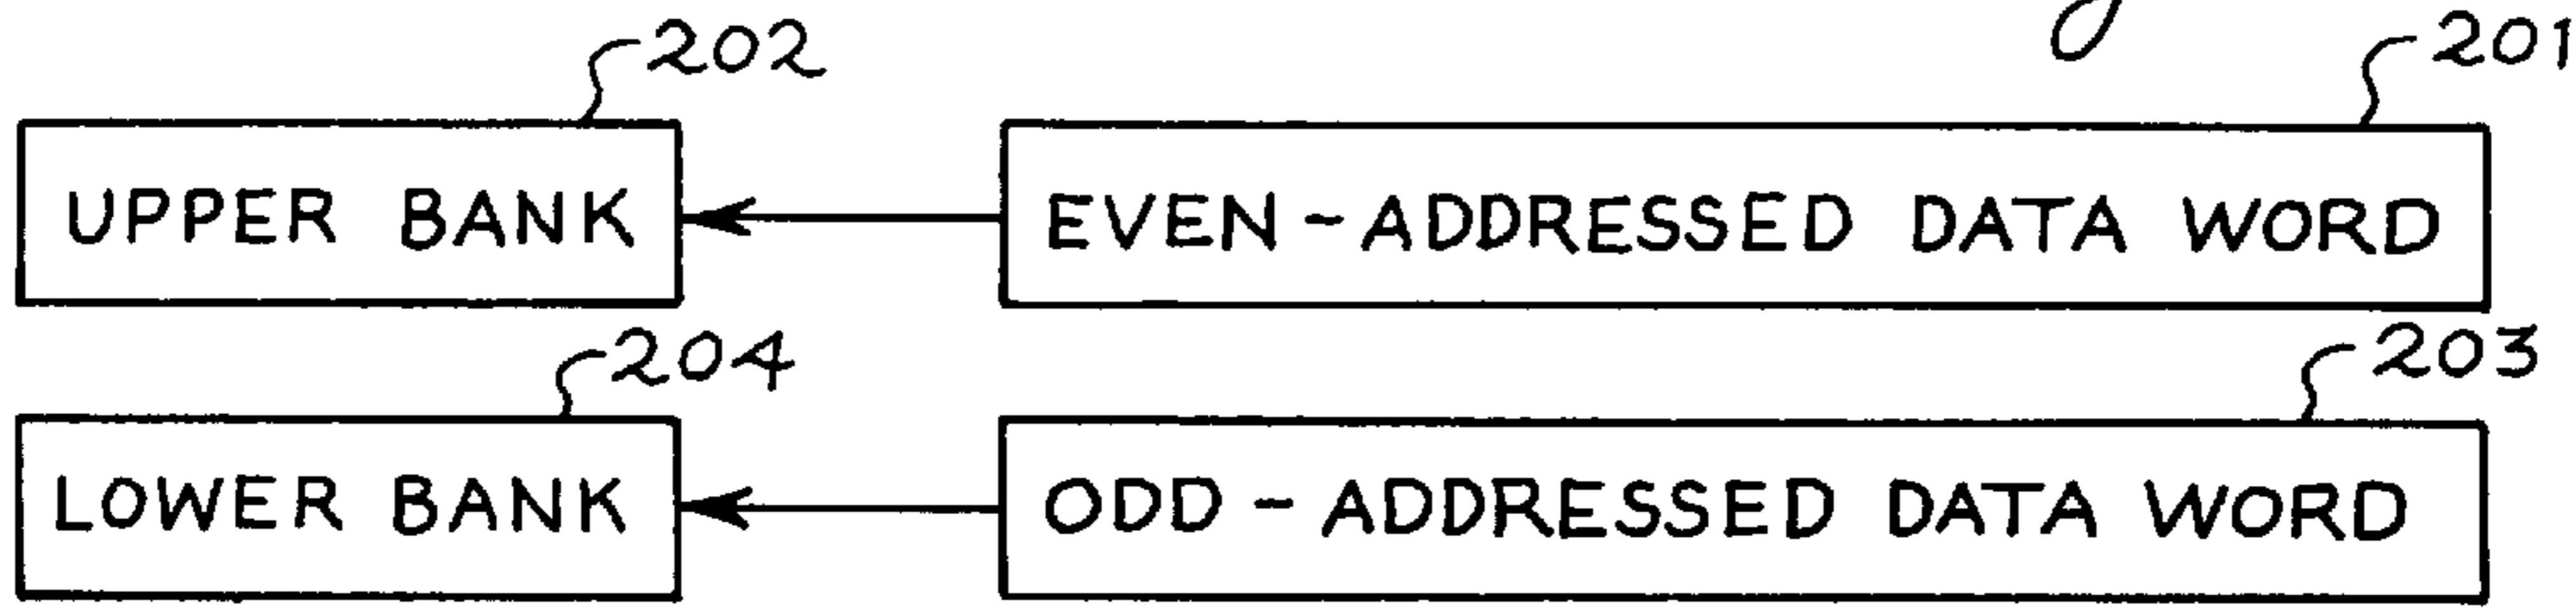 202
201
UPPER BANK
EVEN-ADDRESSED DATA WORD
204
203
LOWER BANK
ODD-ADDRESSED DATA WORD